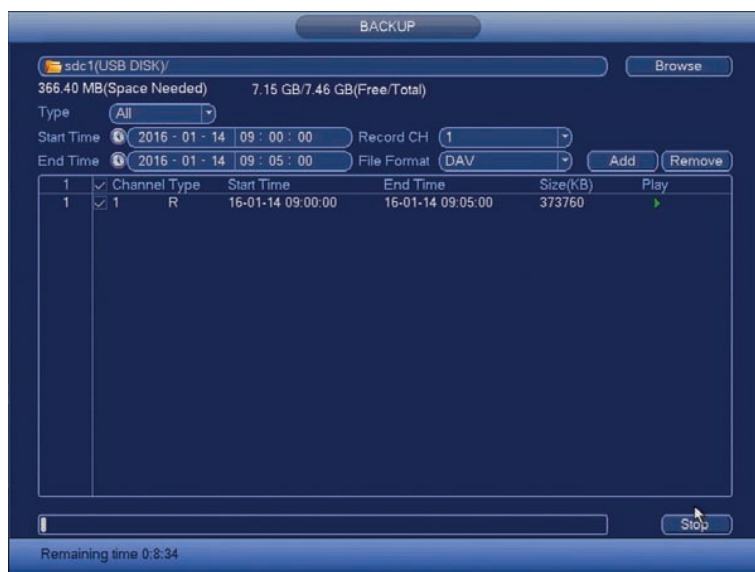 BACKUP
sdc1(USB DISK)/ Browse
366.40 MB(Space Needed) 7.15 GB/7.46 GB(Free/Total)
Type All
Start Time 2016 - 01 - 14 09 : 00 : 00 Record CH 1
End Time 2016 - 01 - 14 09 : 05 : 00 File Format DAV Add Remove
1 Channel Type Start Time End Time Size(KB) Play
1 1 R 16-01-14 09:00:00 16-01-14 09:05:00 373760
Stop
Remaining time 0:8:34